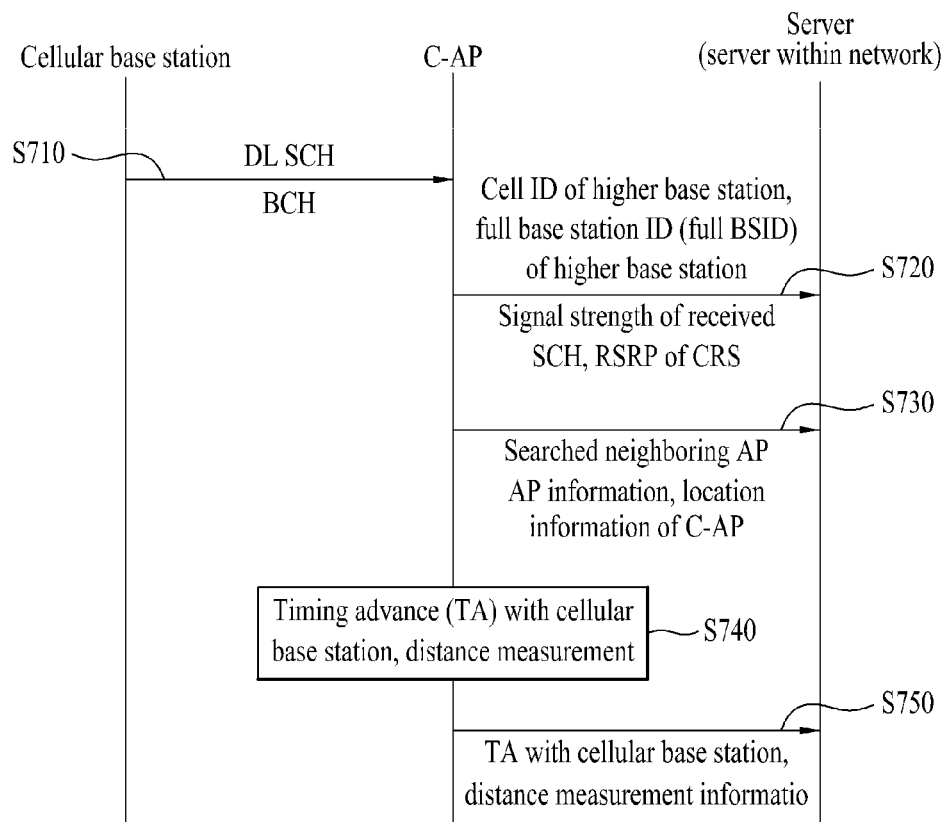 Server
Cellular base station
C-AP
(server within network)
S710
DL SCH
BCH
Cell ID of higher base station,
full base station ID (full BSID)
of higher base station
S720
Signal strength of received
SCH, RSRP of CRS
S730
Searched neighboring AP
AP information, location
information of C-AP
Timing advance (TA) with cellular
base station, distance measurement
S740
S750
TA with cellular base station,
distance measurement informatio